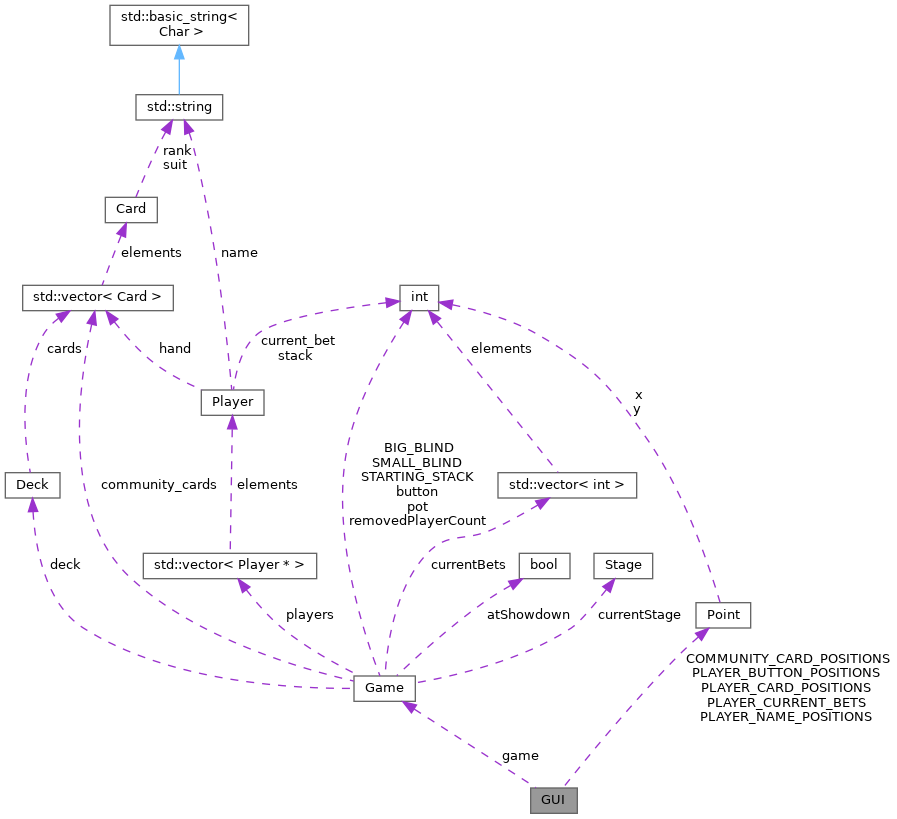 std::basic_string<
Char >
std::string
rank
suit
Card
elements
name
std::vector< Card >
int
cards
hand
current_bet
stack
elements
x
y
Player
BIG_BLIND
SMALL_BLIND
STARTING_STACK
button
pot
removedPlayerCount
Deck
community_cards
elements
std::vector< int >
deck
std::vector< Player * >
currentBets
bool
Stage
players
atShowdown
currentStage
Point
COMMUNITY_CARD_POSITIONS
PLAYER_BUTTON_POSITIONS
PLAYER_CARD_POSITIONS
PLAYER_CURRENT_BETS
PLAYER_NAME_POSITIONS
Game
game
GUI